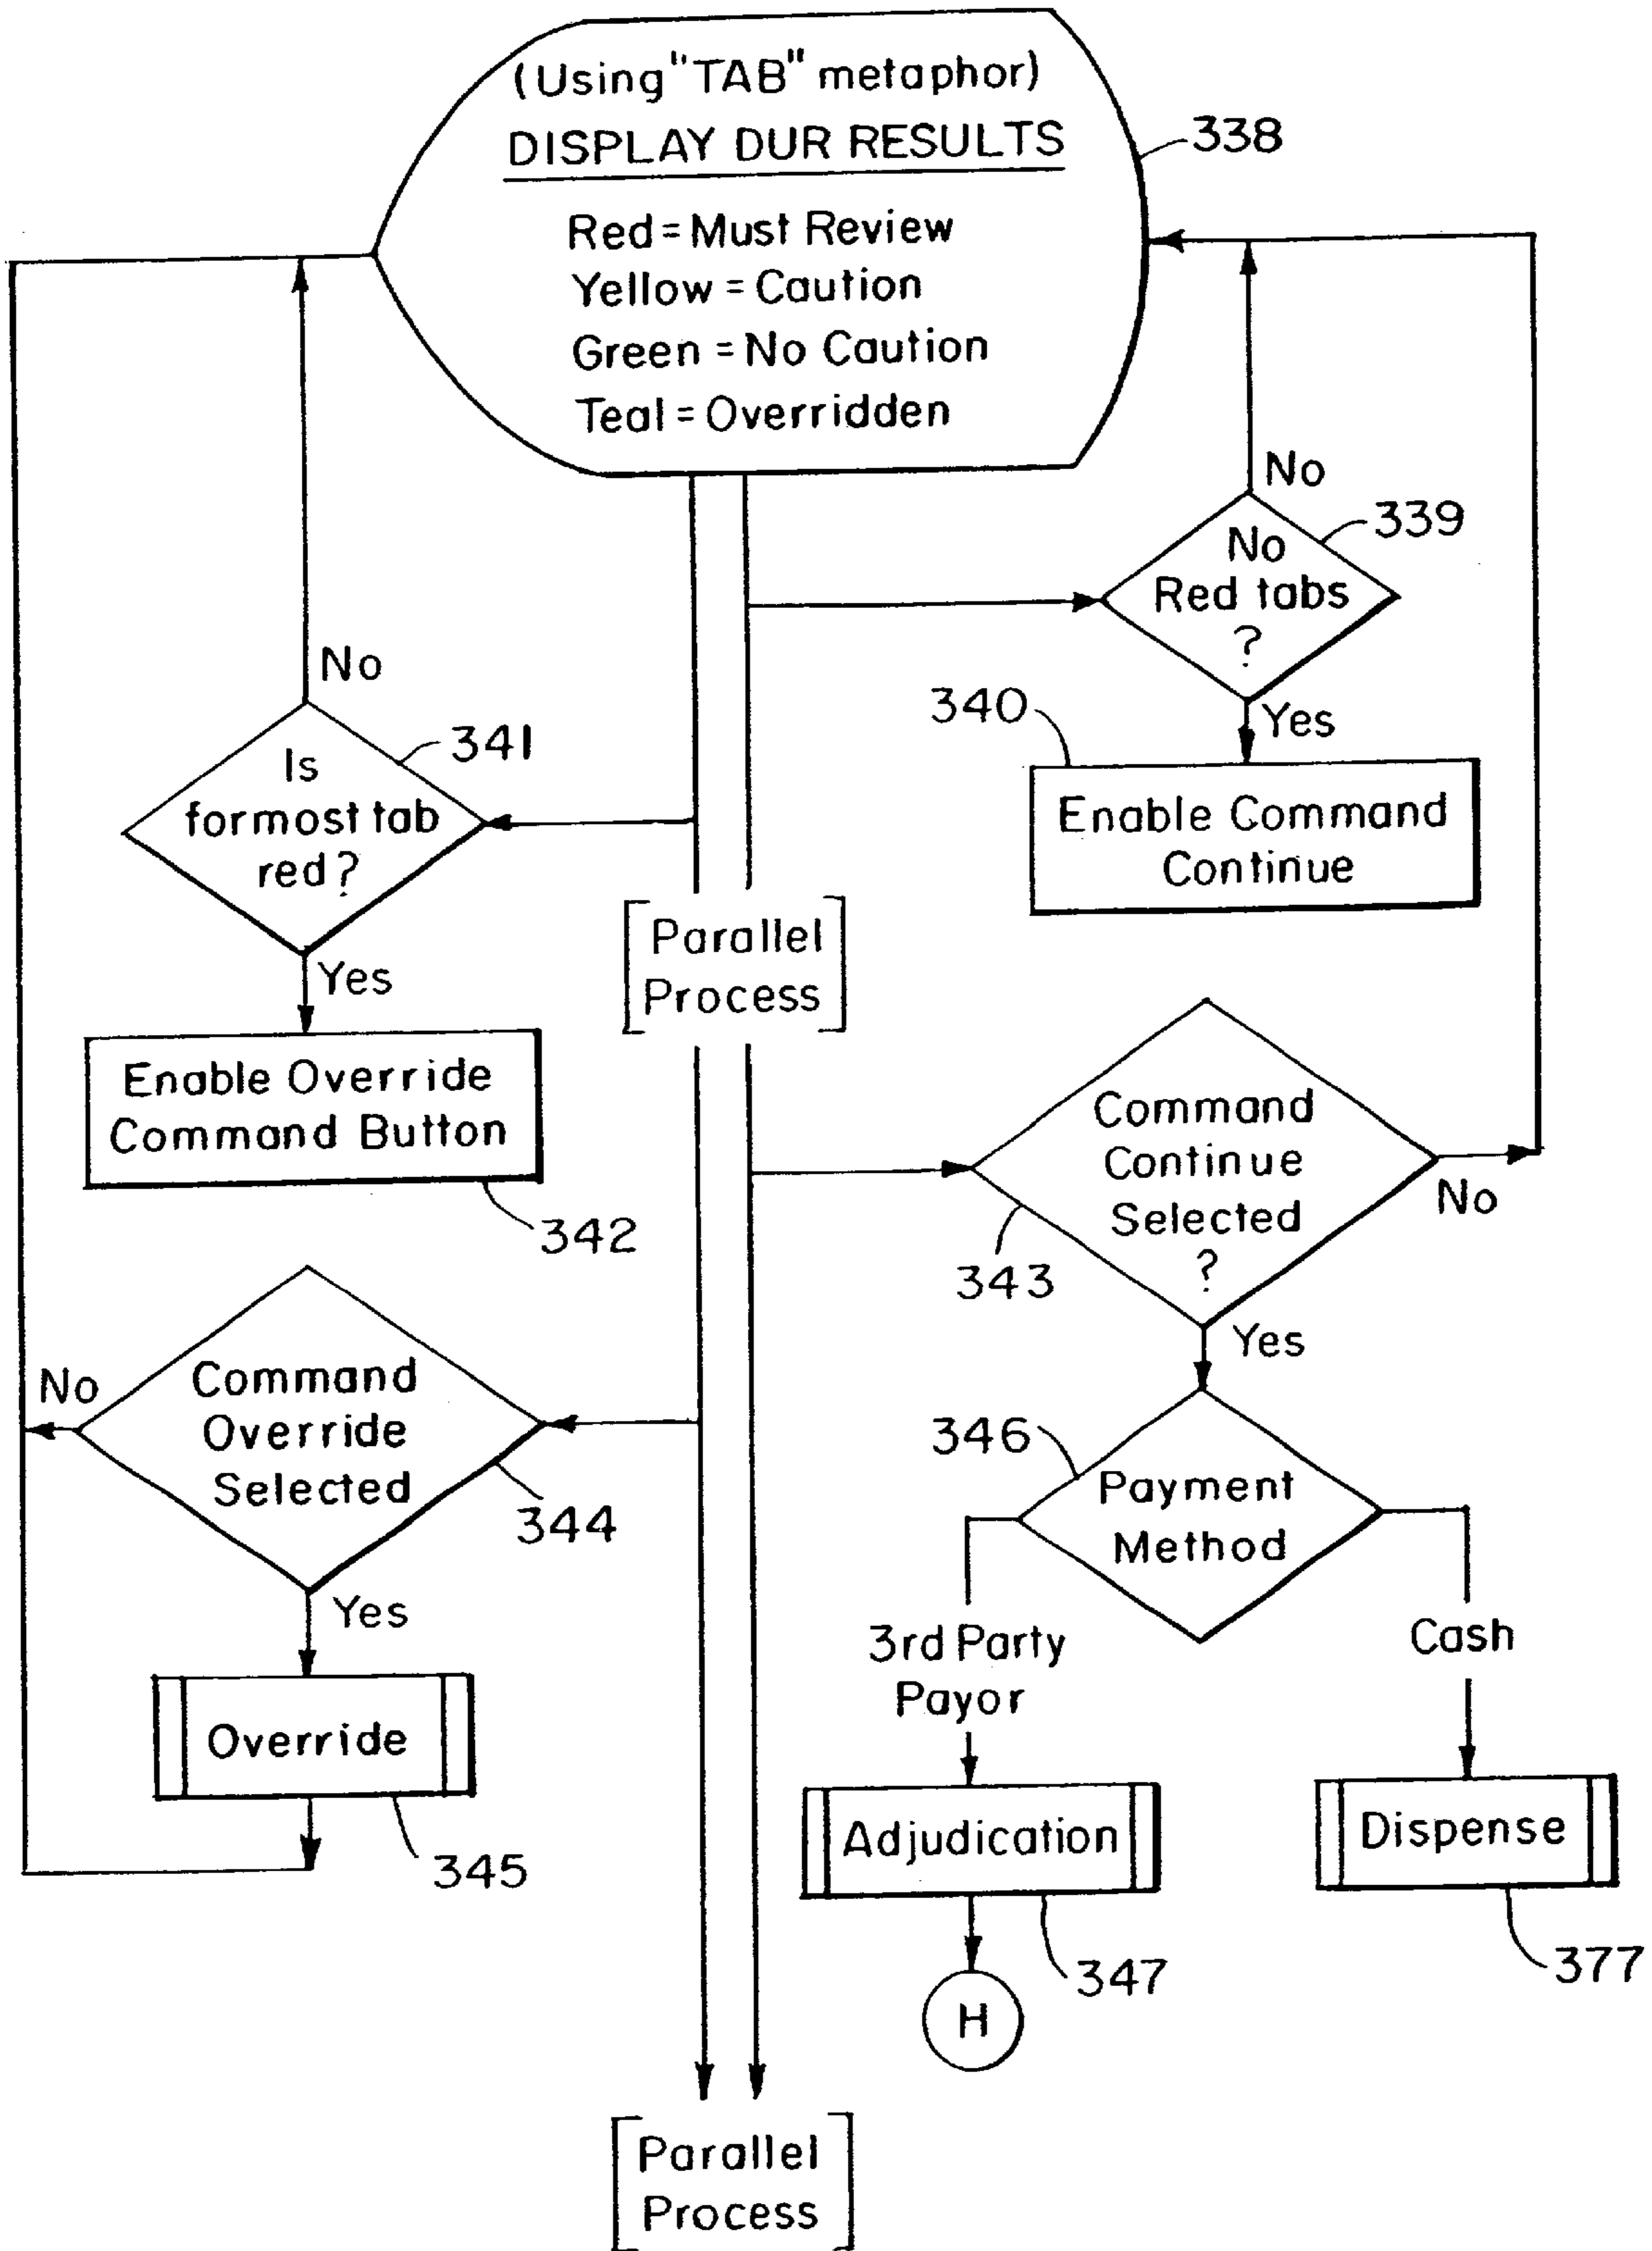 (Using "TAB" metaphor)
DISPLAY DUR RESULTS
338
Red = Must Review
Yellow = Caution
Green = No Caution
Teal = Overridden
No
339
No
Red tabs
?
No
340
Yes
341
Is
formost tab
red?
Enable Command
Continue
[Parallel
Process]
Yes
Enable Override
Command Button
342
Command
Continue
Selected
?
No
343
Yes
No
Command
Override
Selected
344
346
Payment
Method
Yes
3rd Party
Payor
Cash
Override
345
Adjudication
347
Dispense
377
H
[Parallel
Process]